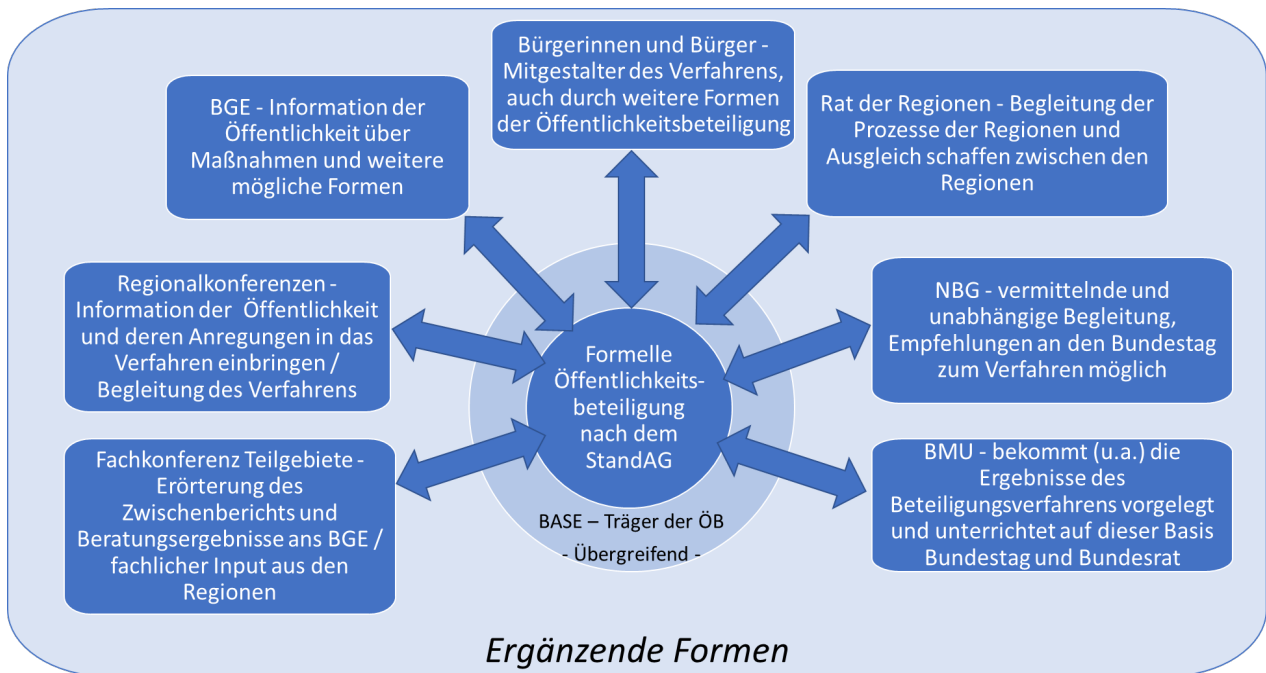 Bürgerinnen und Bürger -
Mitgestalter des Verfahrens,
auch durch weitere Formen
der Öffentlichkeitsbeteiligung
BGE - Information der
Öffentlichkeit über
Maßnahmen und weitere
mögliche Formen
Rat der Regionen - Begleitung der
Prozesse der Regionen und
Ausgleich schaffen zwischen den
Regionen
Regionalkonferenzen -
Information der Öffentlichkeit
und deren Anregungen in das
Verfahren einbringen /
Begleitung des Verfahrens
NBG - vermittelnde und
unabhängige Begleitung,
Empfehlungen an den Bundestag
zum Verfahren möglich
Formelle
Öffentlichkeits-
beteiligung
nach dem
StandAG
Fachkonferenz Teilgebiete -
Erörterung des
Zwischenberichts und
Beratungsergebnisse ans BGE /
fachlicher Input aus den
Regionen
BMU - bekommt (u.a.) die
Ergebnisse des
Beteiligungsverfahrens vorgelegt
und unterrichtet auf dieser Basis
Bundestag und Bundesrat
BASE – Träger der ÖB
- Übergreifend -
Ergänzende Formen